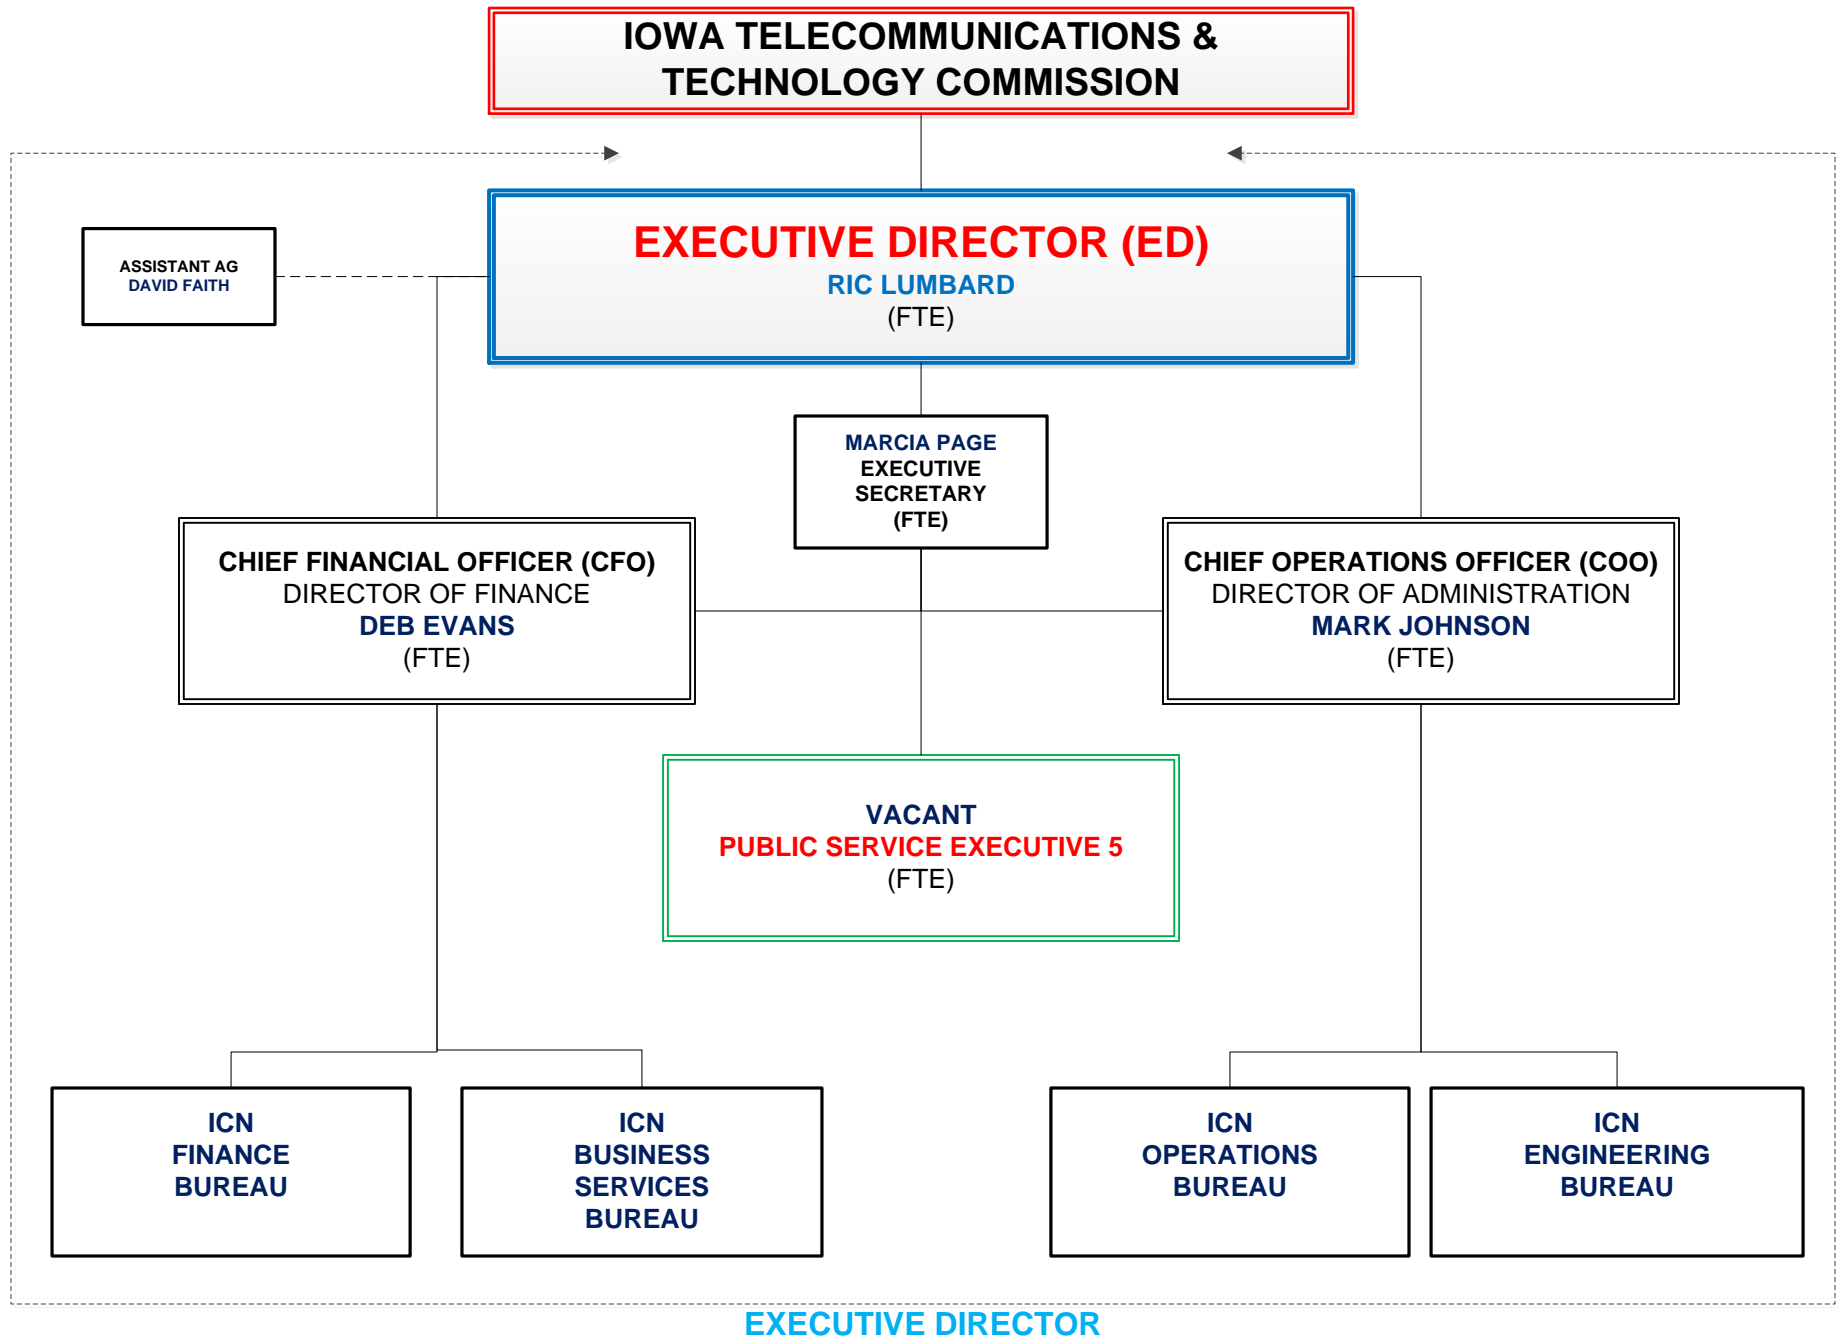 IOWA TELECOMMUNICATIONS &
TECHNOLOGY COMMISSION
EXECUTIVE DIRECTOR (ED)
RIC LUMBARD
(FTE)
ASSISTANT AG
DAVID FAITH
MARCIA PAGE
EXECUTIVE
SECRETARY
(FTE)
CHIEF FINANCIAL OFFICER (CFO)
DIRECTOR OF FINANCE
DEB EVANS
(FTE)
CHIEF OPERATIONS OFFICER (COO)
DIRECTOR OF ADMINISTRATION
MARK JOHNSON
(FTE)
VACANT
PUBLIC SERVICE EXECUTIVE 5
(FTE)
ICN
FINANCE
BUREAU
ICN
BUSINESS
SERVICES
BUREAU
ICN
OPERATIONS
BUREAU
ICN
ENGINEERING
BUREAU
EXECUTIVE DIRECTOR